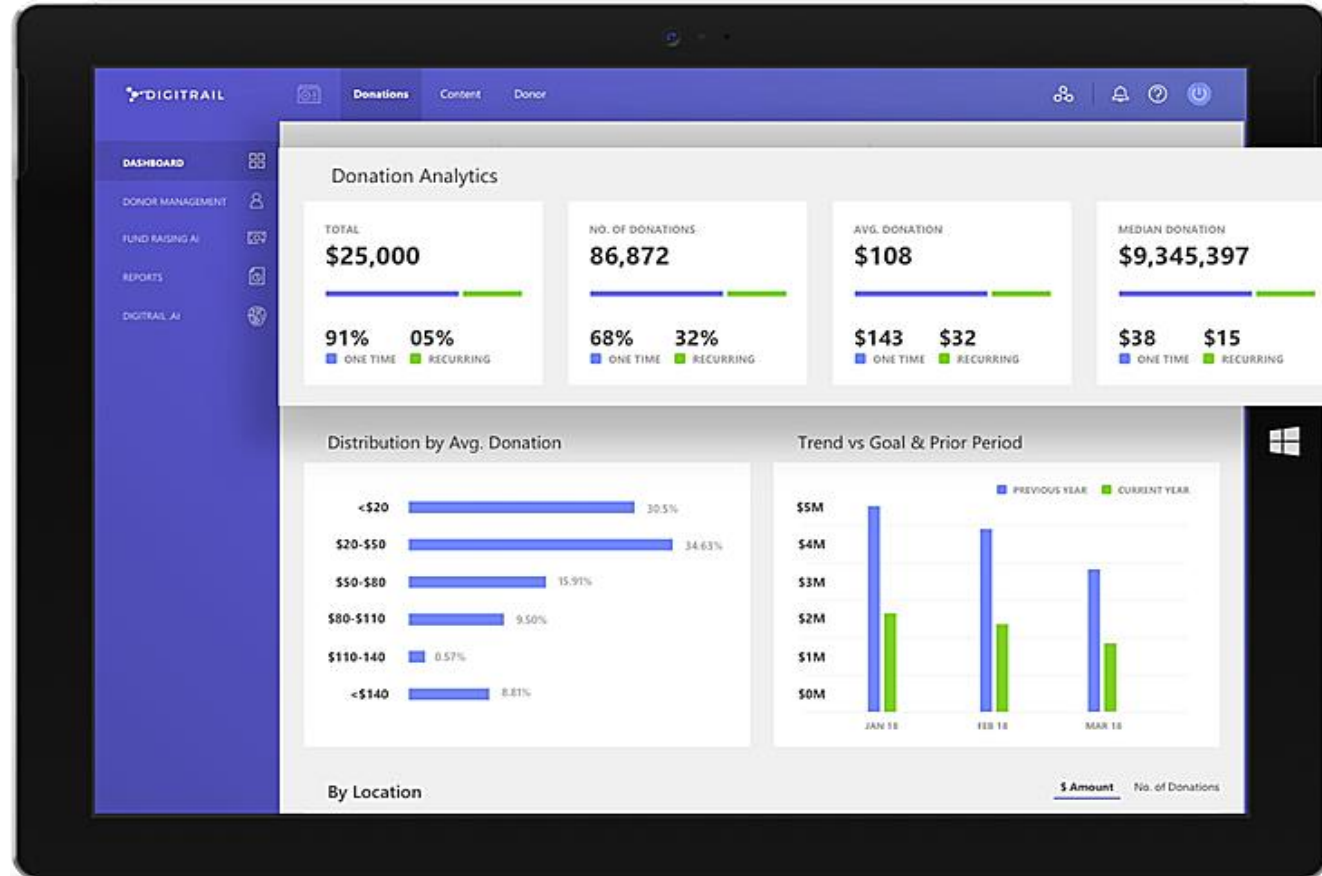 DIGITRAIL
Donations Content Donor
DASHBOARD
DONOR MANAGEMENT
FUND RAISING AI
REPORTS
DIGITRAIL .AI
Donation Analytics
TOTAL
$25,000
91% 05%
ONE TIME RECURRING
NO. OF DONATIONS
86,872
68% 32%
ONE TIME RECURRING
AVG. DONATION
$108
$143 $32
ONE TIME RECURRING
MEDIAN DONATION
$9,345,397
$38 $15
ONE TIME RECURRING
Distribution by Avg. Donation
<$20 30.5%
$20-$50 34.63%
$50-$80 15.91%
$80-$110 9.50%
$110-140 0.57%
<$140 8.81%
Trend vs Goal & Prior Period
PREVIOUS YEAR CURRENT YEAR
$5M
$4M
$3M
$2M
$1M
$0M
JAN 18 FEB 18 MAR 18
By Location
$ Amount No. of Donations